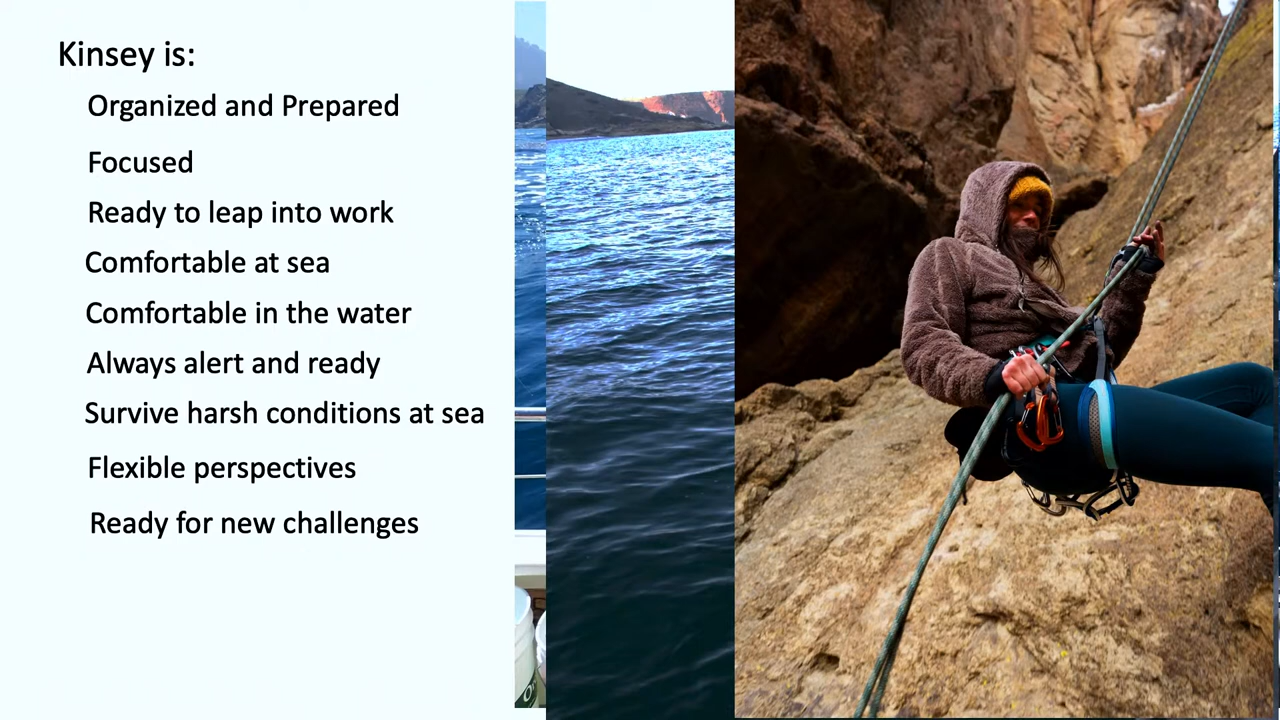 Kinsey is:
Organized and Prepared
Focused
Ready to leap into work
Comfortable at sea
Comfortable in the water
Always alert and ready
Survive harsh conditions at sea
Flexible perspectives
Ready for new challenges